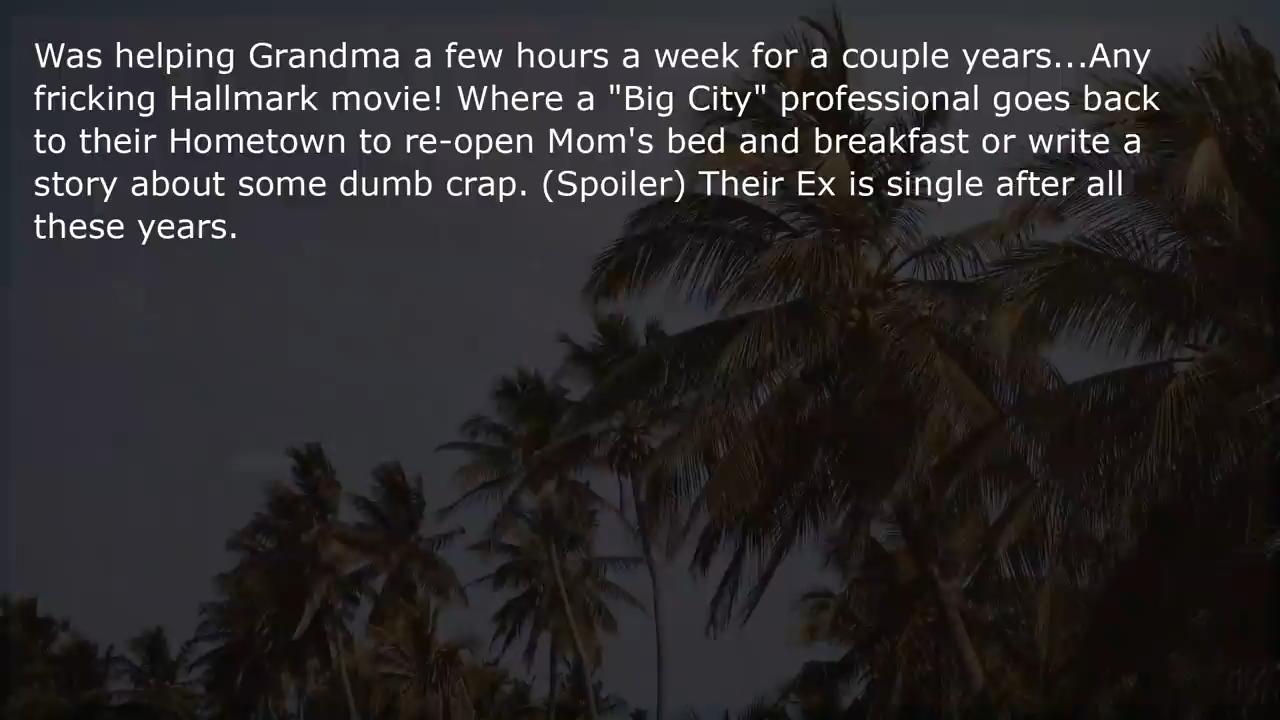 Was helping Grandma a few hours a week for a couple years...Any
fricking Hallmark movie! Where a "Big City" professional goes back
to their Hometown to re-open Mom's bed and breakfast or write a
story about some dumb crap. (Spoiler) Their Ex is single after all
these years.